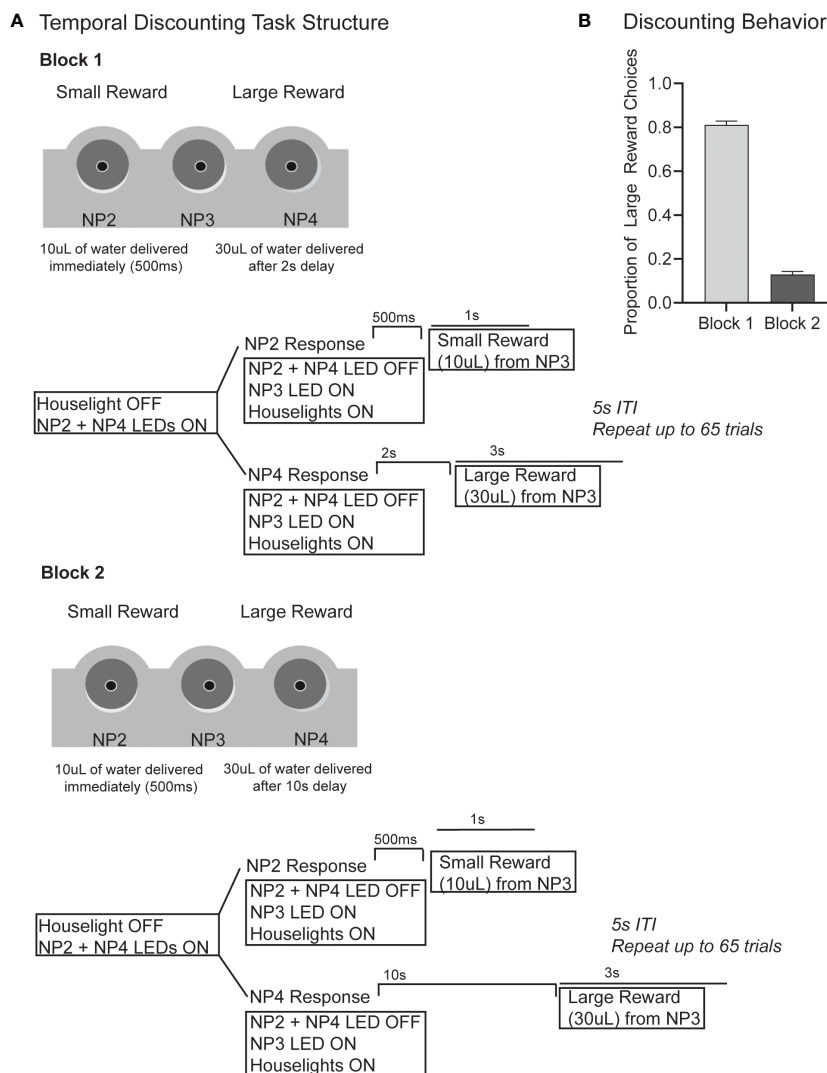 A Temporal Discounting Task Structure
Block 1
Small Reward Large Reward
NP2 NP3 NP4
10uL of water delivered
immediately (500ms)
30uL of water delivered
after 2s delay
Houselight OFF
NP2 + NP4 LEDs ON
NP2 Response
500ms
1s
NP2 + NP4 LED OFF
NP3 LED ON
Houselights ON
Small Reward
(10uL) from NP3
NP4 Response
2s
3s
NP2 + NP4 LED OFF
NP3 LED ON
Houselights ON
Large Reward
(30uL) from NP3
5s ITI
Repeat up to 65 trials
Block 2
Small Reward Large Reward
NP2 NP3 NP4
10uL of water delivered
immediately (500ms)
30uL of water delivered
after 10s delay
Houselight OFF
NP2 + NP4 LEDs ON
NP2 Response
500ms
1s
NP2 + NP4 LED OFF
NP3 LED ON
Houselights ON
Small Reward
(10uL) from NP3
NP4 Response
10s
3s
NP2 + NP4 LED OFF
NP3 LED ON
Houselights ON
Large Reward
(30uL) from NP3
5s ITI
Repeat up to 65 trials
B Discounting Behavior
Proportion of Large Reward Choices
1.0
0.8
0.6
0.4
0.2
0.0
Block 1 Block 2